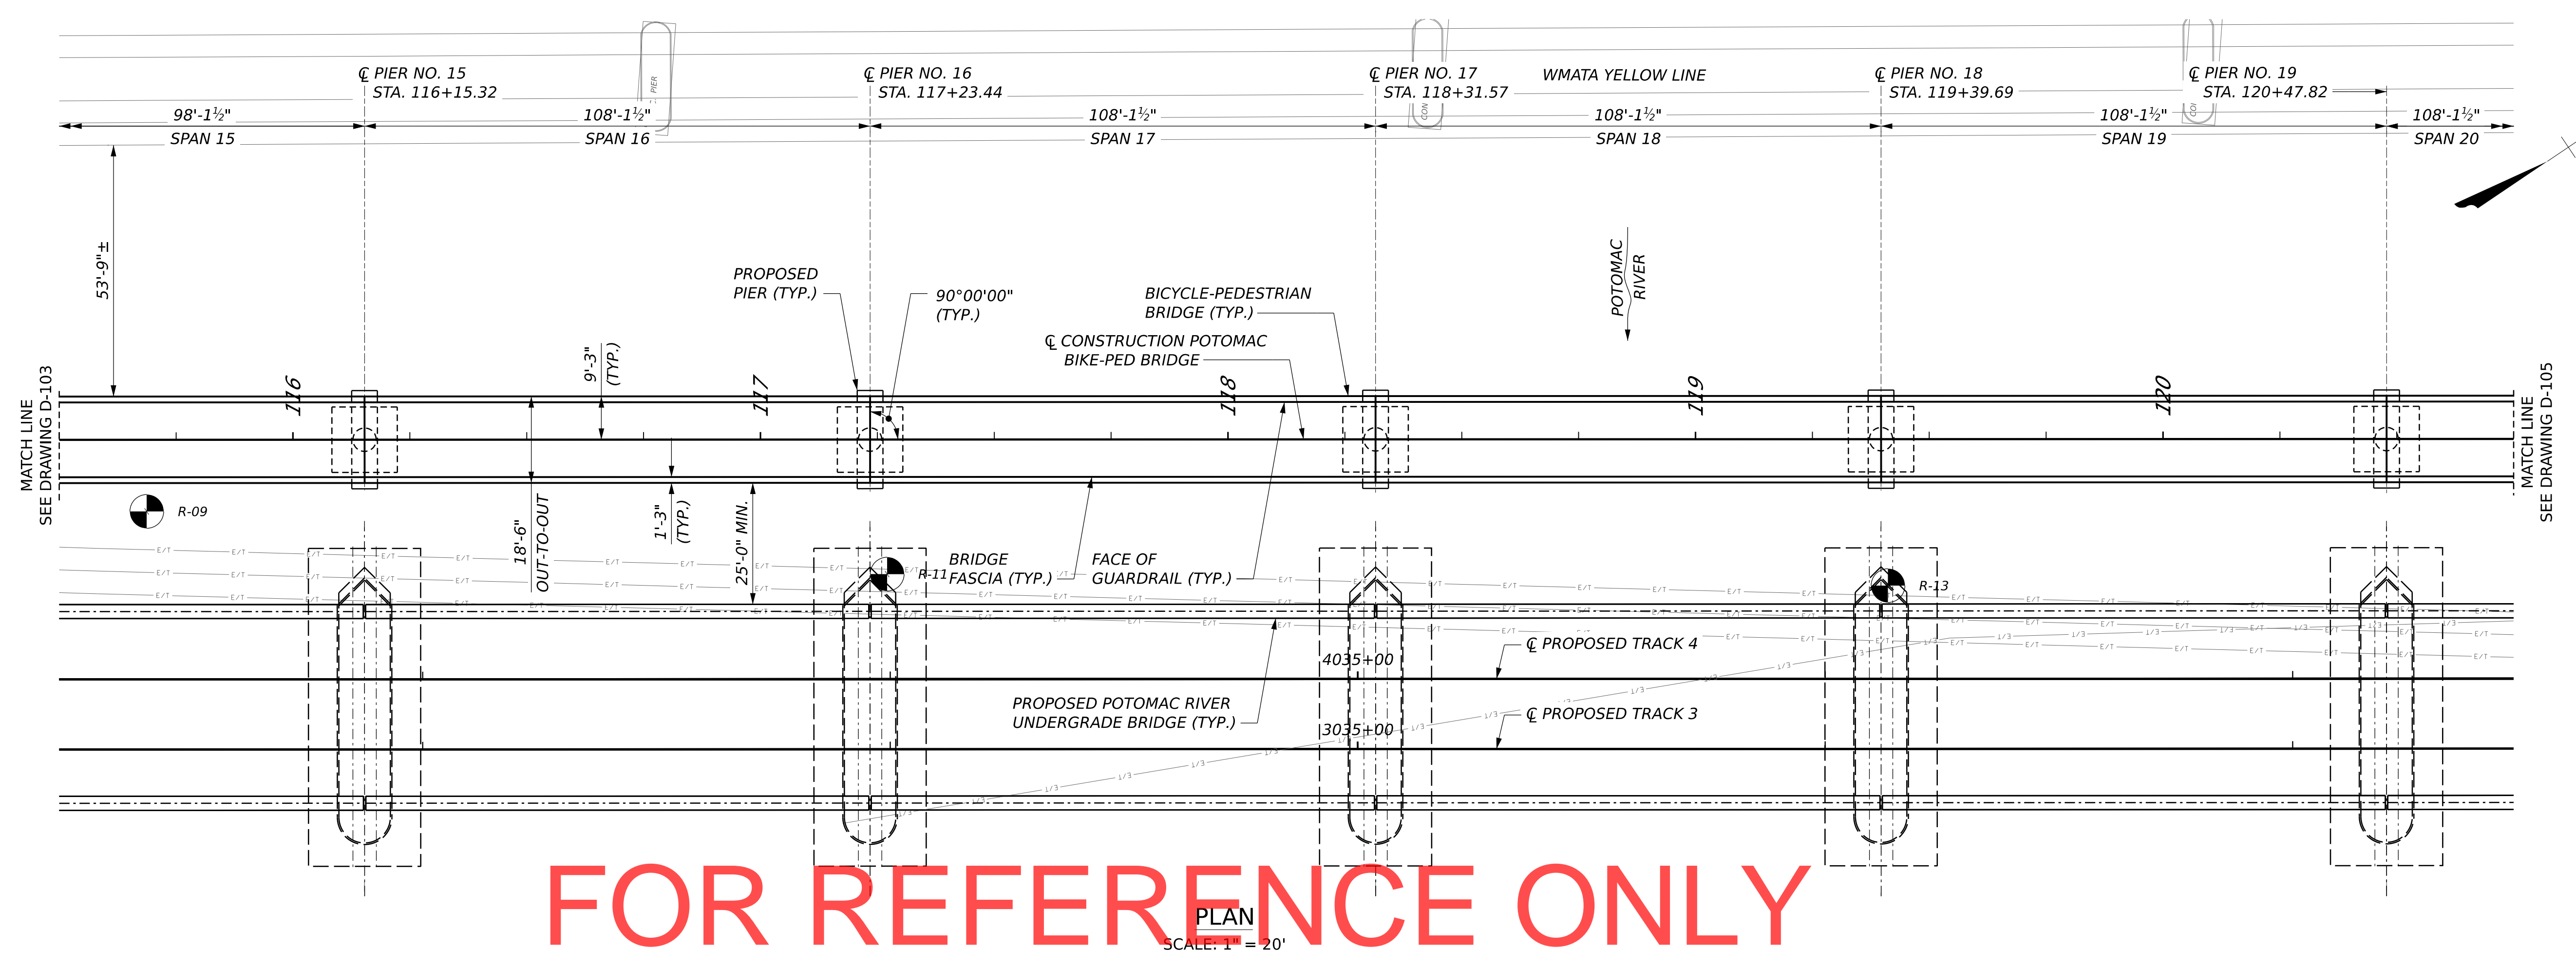 ℄ PIER NO. 15
STA. 116+15.32
℄ PIER NO. 16
STA. 117+23.44
℄ PIER NO. 17
STA. 118+31.57
WMATA YELLOW LINE
℄ PIER NO. 18
STA. 119+39.69
℄ PIER NO. 19
STA. 120+47.82
PIER
CON
98'-1½"
SPAN 15
108'-1½"
SPAN 16
108'-1½"
SPAN 17
108'-1½"
SPAN 18
108'-1½"
SPAN 19
108'-1½"
SPAN 20
53'-9"±
PROPOSED
PIER (TYP.)
90°00'00"
(TYP.)
BICYCLE-PEDESTRIAN
BRIDGE (TYP.)
℄ CONSTRUCTION POTOMAC
BIKE-PED BRIDGE
POTOMAC
RIVER
9'-3"
(TYP.)
116
117
118
119
120
MATCH LINE
SEE DRAWING D-103
MATCH LINE
SEE DRAWING D-105
R-09
18'-6"
OUT-TO-OUT
1'-3"
(TYP.)
25'-0" MIN.
R-11
BRIDGE
FASCIA (TYP.)
FACE OF
GUARDRAIL (TYP.)
R-13
4035+00
℄ PROPOSED TRACK 4
PROPOSED POTOMAC RIVER
UNDERGRADE BRIDGE (TYP.)
3035+00
℄ PROPOSED TRACK 3
FOR REFERENCE ONLY
PLAN
SCALE: 1" = 20'